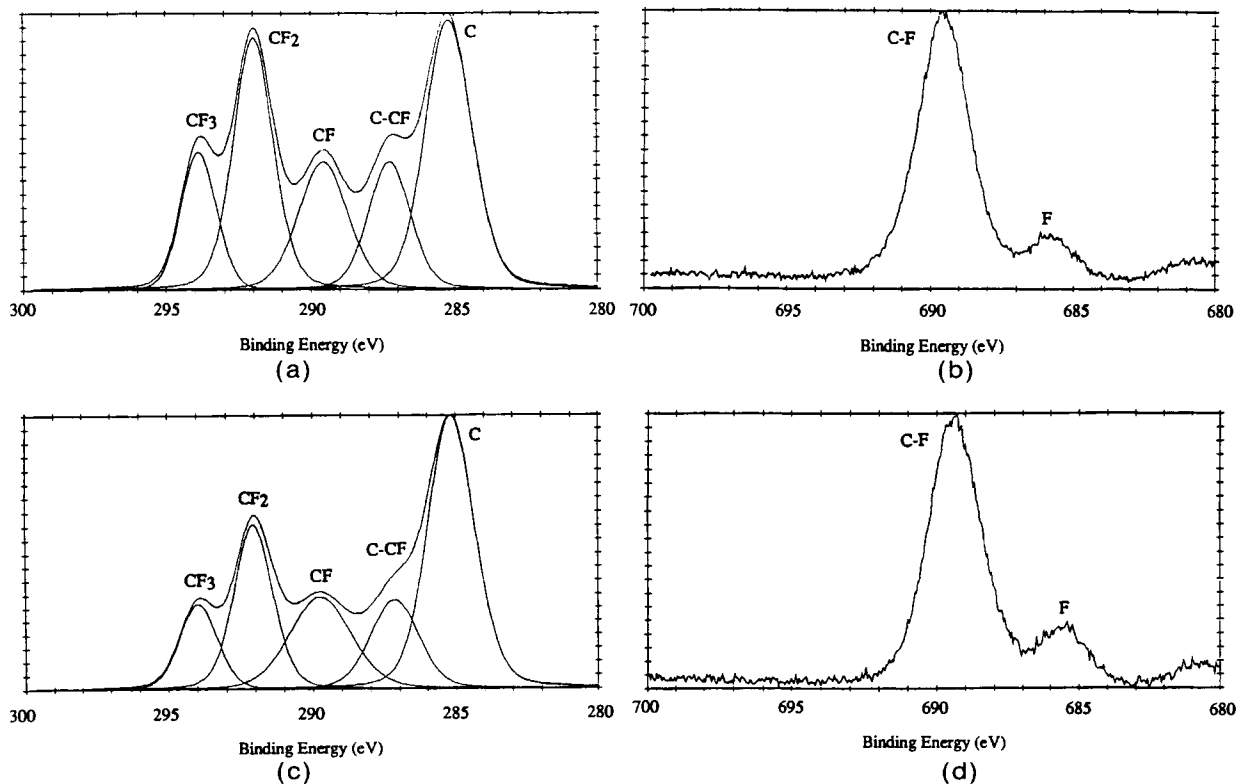 CF3
CF2
CF
C-CF
C
300
295
290
285
280
Binding Energy (eV)
(a)
C-F
F
700
695
690
685
680
Binding Energy (eV)
(b)
CF3
CF2
CF
C-CF
C
300
295
290
285
280
Binding Energy (eV)
(c)
C-F
F
700
695
690
685
680
Binding Energy (eV)
(d)